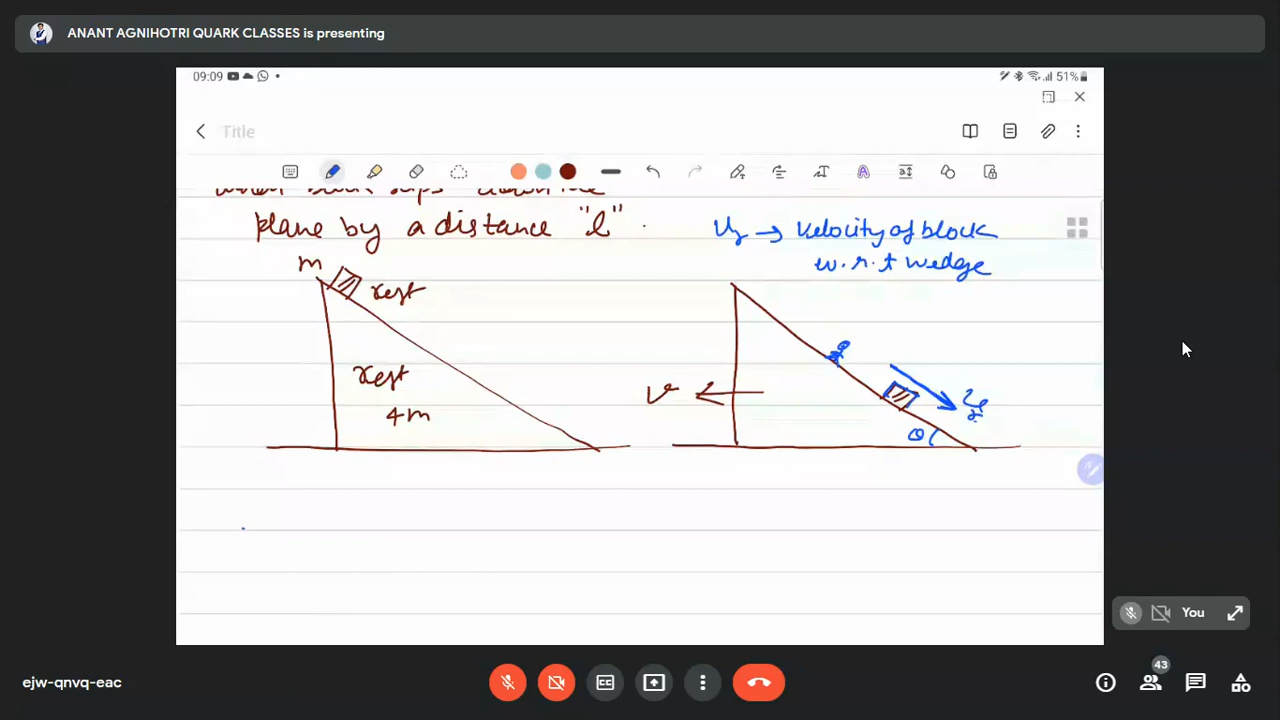 ANANT AGNIHOTRI QUARK CLASSES is presenting
09:09
51%
Title
plane by a distance "l"
Vr → Velocity of block
w.r.t wedge
m
rest
rest
4m
v
l
Vr
θ
You
43
ejw-qnvq-eac
CC